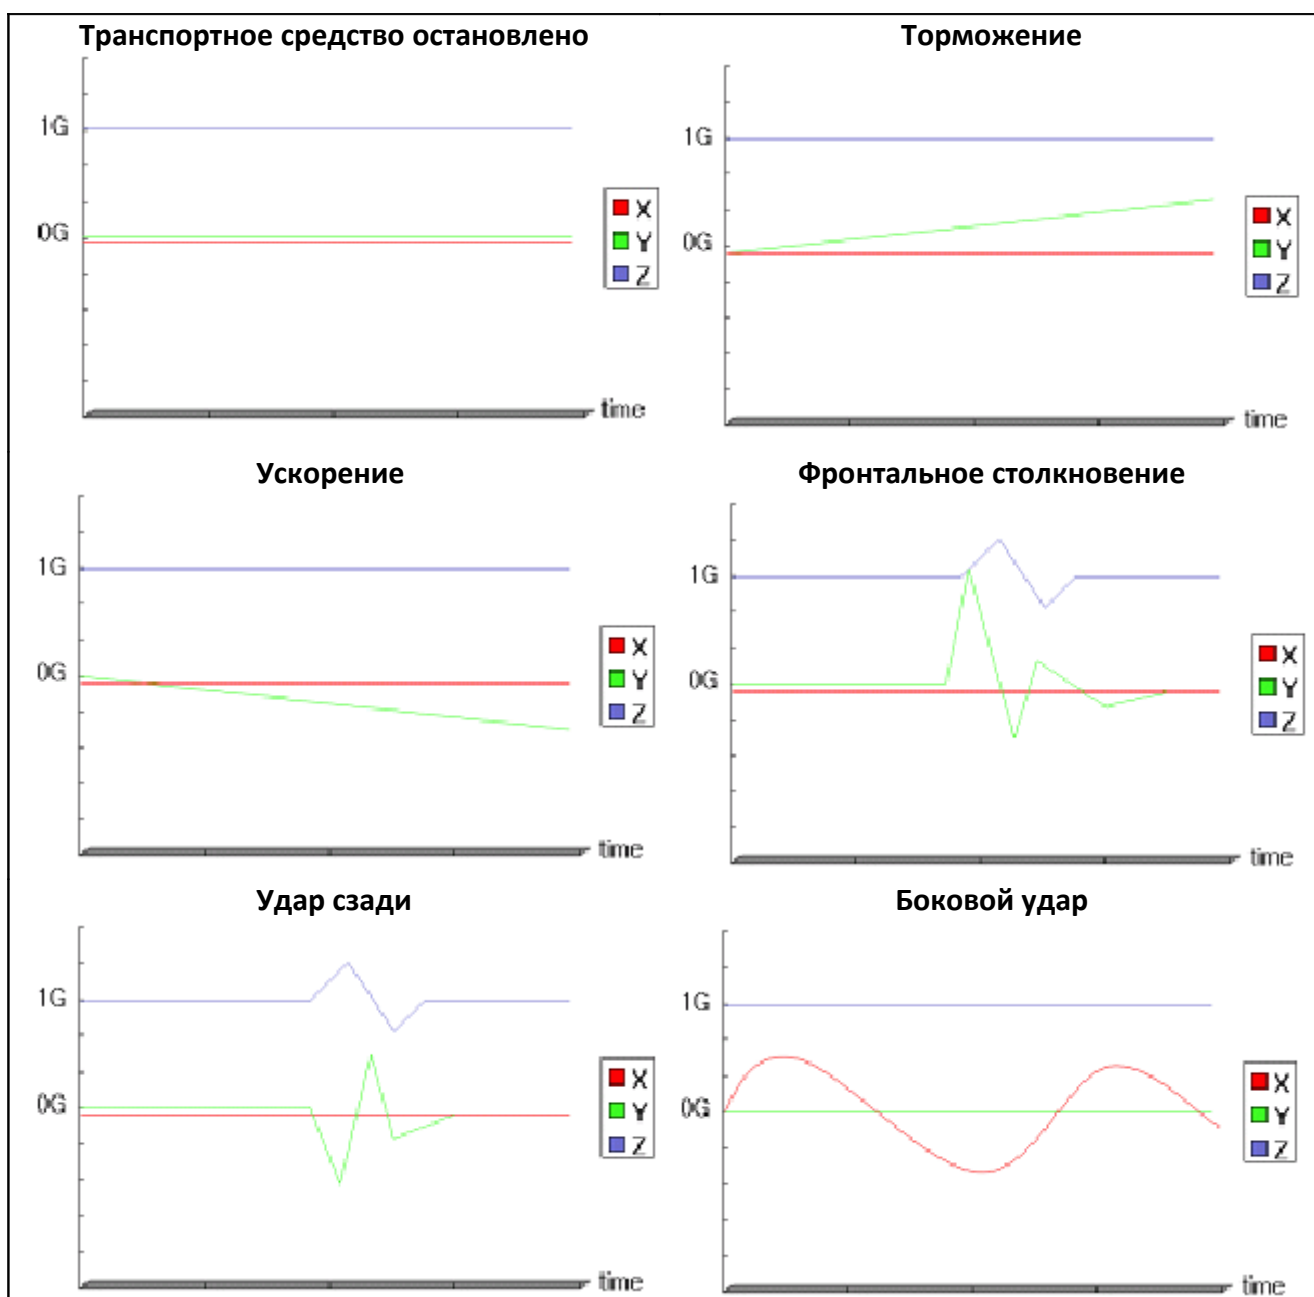 Транспортное средство остановлено
1G
0G
X
Y
Z
time
Торможение
1G
0G
X
Y
Z
time
Ускорение
1G
0G
X
Y
Z
time
Фронтальное столкновение
1G
0G
X
Y
Z
time
Удар сзади
1G
0G
X
Y
Z
time
Боковой удар
1G
0G
X
Y
Z
time